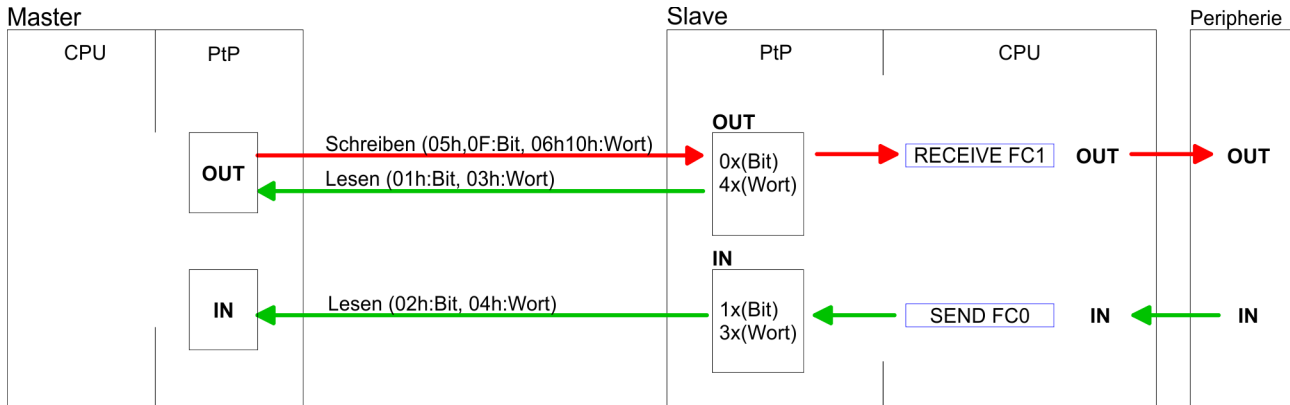 Master
Slave
Peripherie
CPU
PtP
PtP
CPU
OUT
Schreiben (05h,0F:Bit, 06h10h:Wort)
OUT
Lesen (01h:Bit, 03h:Wort)
0x(Bit)
4x(Wort)
RECEIVE FC1
OUT
OUT
IN
IN
Lesen (02h:Bit, 04h:Wort)
1x(Bit)
3x(Wort)
SEND FC0
IN
IN